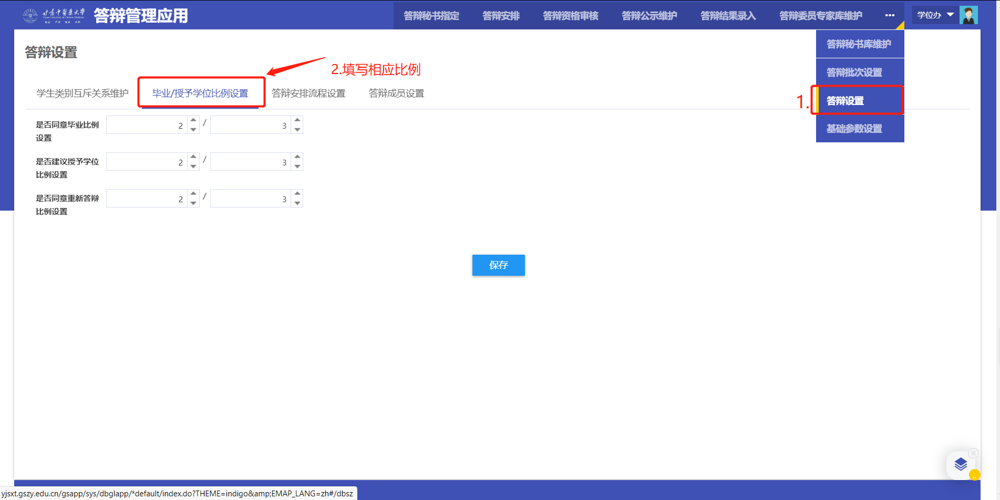 甘肃中医药大学
答辩管理应用
答辩秘书指定
答辩安排
答辩资格审核
答辩公示维护
答辩结果录入
答辩委员专家库维护
•••
学位办
答辩秘书库维护
答辩批次设置
1.
答辩设置
基础参数设置
答辩设置
2.填写相应比例
学生类别互斥关系维护
毕业/授予学位比例设置
答辩安排流程设置
答辩成员设置
是否同意毕业比例
设置
2 / 3
是否建议授予学位
比例设置
2 / 3
是否同意重新答辩
比例设置
2 / 3
保存
yjsxt.gszy.edu.cn/gsapp/sys/dbglapp/*default/index.do?THEME=indigo&amp;EMAP_LANG=zh#/dbsz